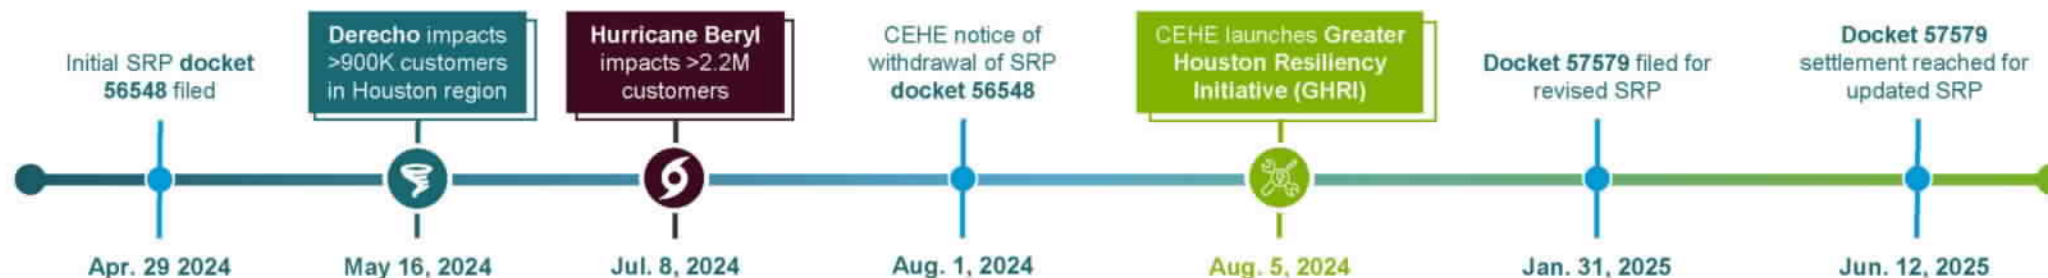 Initial SRP docket
56548 filed
Derecho impacts
>900K customers
in Houston region
Hurricane Beryl
impacts >2.2M
customers
CEHE notice of
withdrawal of SRP
docket 56548
CEHE launches Greater
Houston Resiliency
Initiative (GHRI)
Docket 57579 filed for
revised SRP
Docket 57579
settlement reached for
updated SRP
Apr. 29 2024
May 16, 2024
Jul. 8, 2024
Aug. 1, 2024
Aug. 5, 2024
Jan. 31, 2025
Jun. 12, 2025